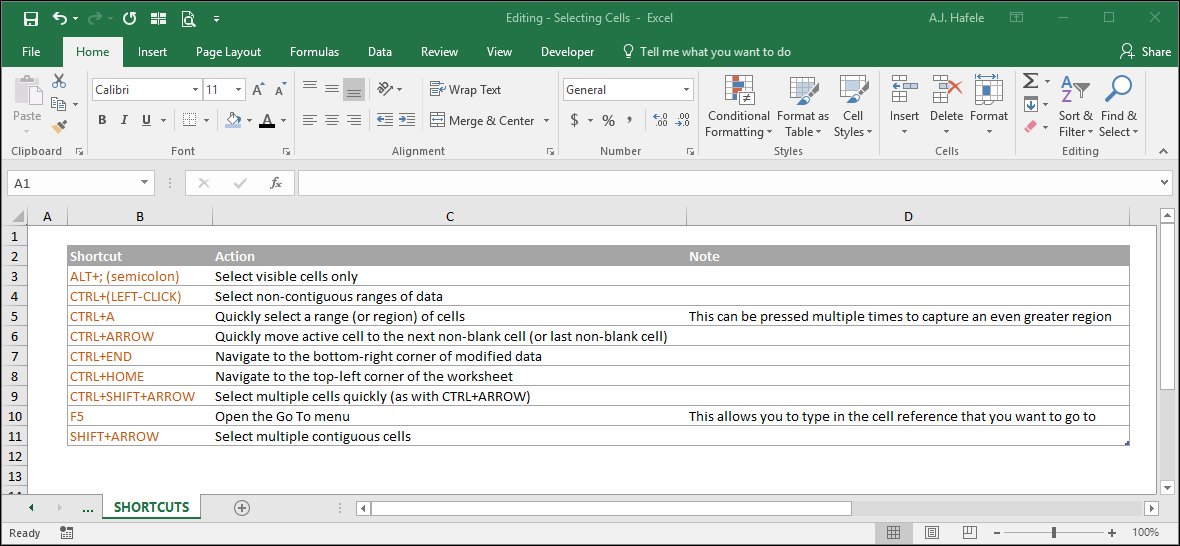 Editing - Selecting Cells - Excel
A.J. Hafele
File Home Insert Page Layout Formulas Data Review View Developer Tell me what you want to do Share
Paste
Calibri 11 A A
B I U A
Wrap Text
Merge & Center
General
$ % , .0 .00 .00 .0
Conditional Formatting
Format as Table
Cell Styles
Insert
Delete
Format
Σ
A Z
Sort & Filter
Find & Select
Clipboard Font Alignment Number Styles Cells Editing
A1 fx
A B C D
1
2 Shortcut Action Note
3 ALT+; (semicolon) Select visible cells only
4 CTRL+(LEFT-CLICK) Select non-contiguous ranges of data
5 CTRL+A Quickly select a range (or region) of cells This can be pressed multiple times to capture an even greater region
6 CTRL+ARROW Quickly move active cell to the next non-blank cell (or last non-blank cell)
7 CTRL+END Navigate to the bottom-right corner of modified data
8 CTRL+HOME Navigate to the top-left corner of the worksheet
9 CTRL+SHIFT+ARROW Select multiple cells quickly (as with CTRL+ARROW)
10 F5 Open the Go To menu This allows you to type in the cell reference that you want to go to
11 SHIFT+ARROW Select multiple contiguous cells
12
13
14
... SHORTCUTS
Ready 100%